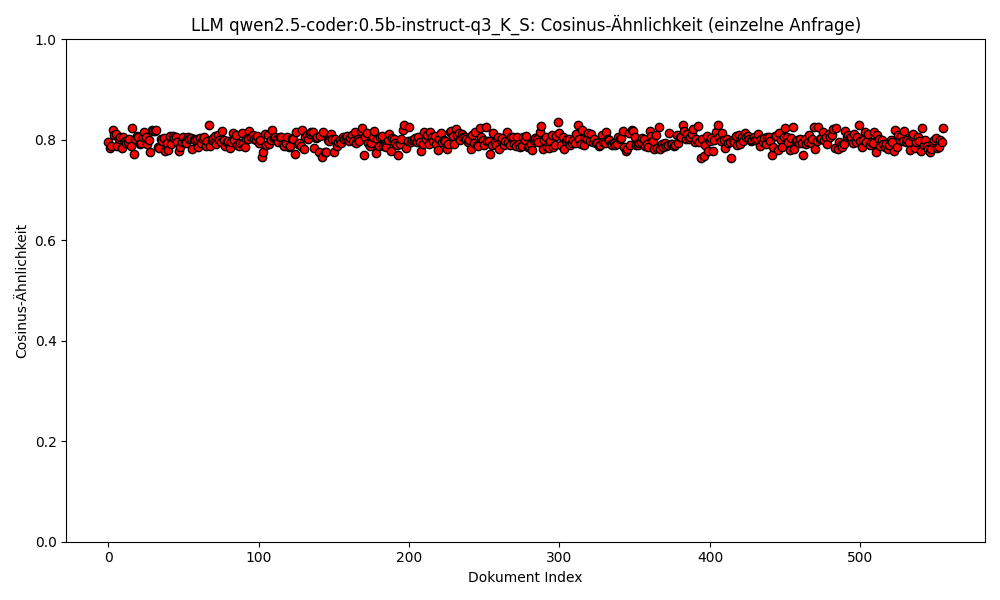 LLM qwen2.5-coder:0.5b-instruct-q3_K_S: Cosinus-Ähnlichkeit (einzelne Anfrage)
1.0
0.8
0.6
0.4
0.2
0.0
Cosinus-Ähnlichkeit
0 100 200 300 400 500
Dokument Index